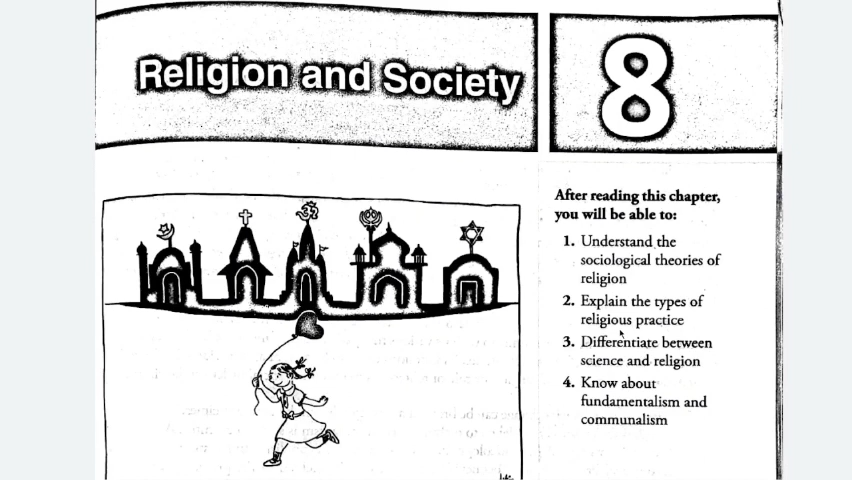 Religion and Society
8
After reading this chapter,
you will be able to:
1. Understand the
sociological theories of
religion
2. Explain the types of
religious practice
3. Differentiate between
science and religion
4. Know about
fundamentalism and
communalism